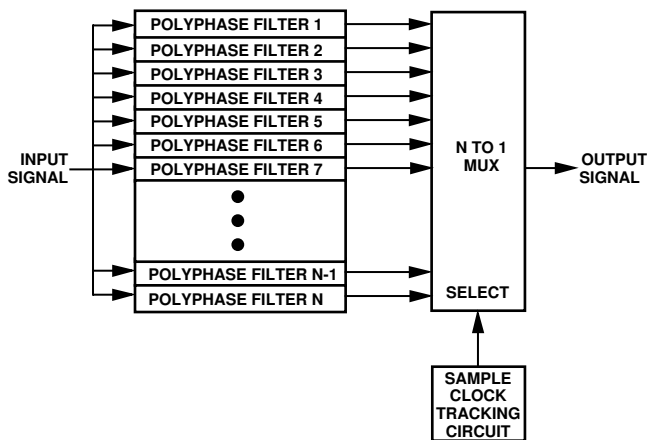 POLYPHASE FILTER 1
POLYPHASE FILTER 2
POLYPHASE FILTER 3
POLYPHASE FILTER 4
POLYPHASE FILTER 5
POLYPHASE FILTER 6
POLYPHASE FILTER 7
POLYPHASE FILTER N-1
POLYPHASE FILTER N
INPUT
SIGNAL
N TO 1
MUX
SELECT
OUTPUT
SIGNAL
SAMPLE
CLOCK
TRACKING
CIRCUIT